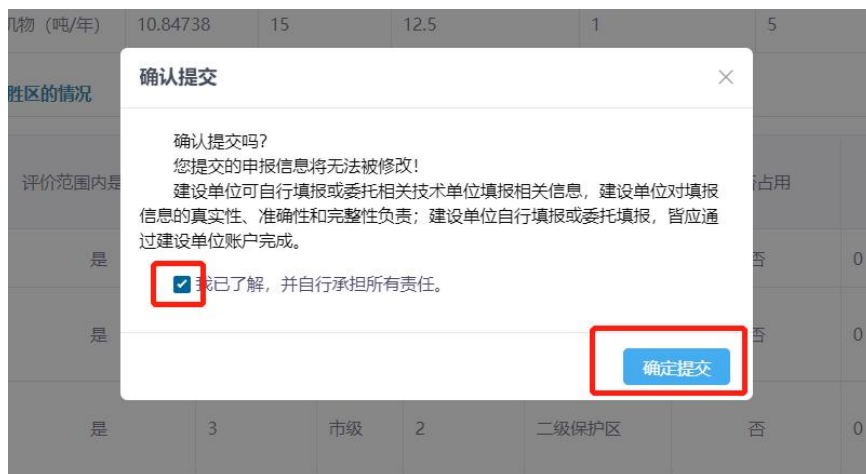 几物（吨/年） 10.84738 15 12.5 1 5
确认提交
胜区的情况
确认提交吗？
您提交的申报信息将无法被修改！
评价范围内是 占用
建设单位可自行填报或委托相关技术单位填报相关信息，建设单位对填报
信息的真实性、准确性和完整性负责；建设单位自行填报或委托填报，皆应通
过建设单位账户完成。
是 否 0
我已了解，并自行承担所有责任。
是 否 0
确定提交
是 3 市级 2 二级保护区 否 0